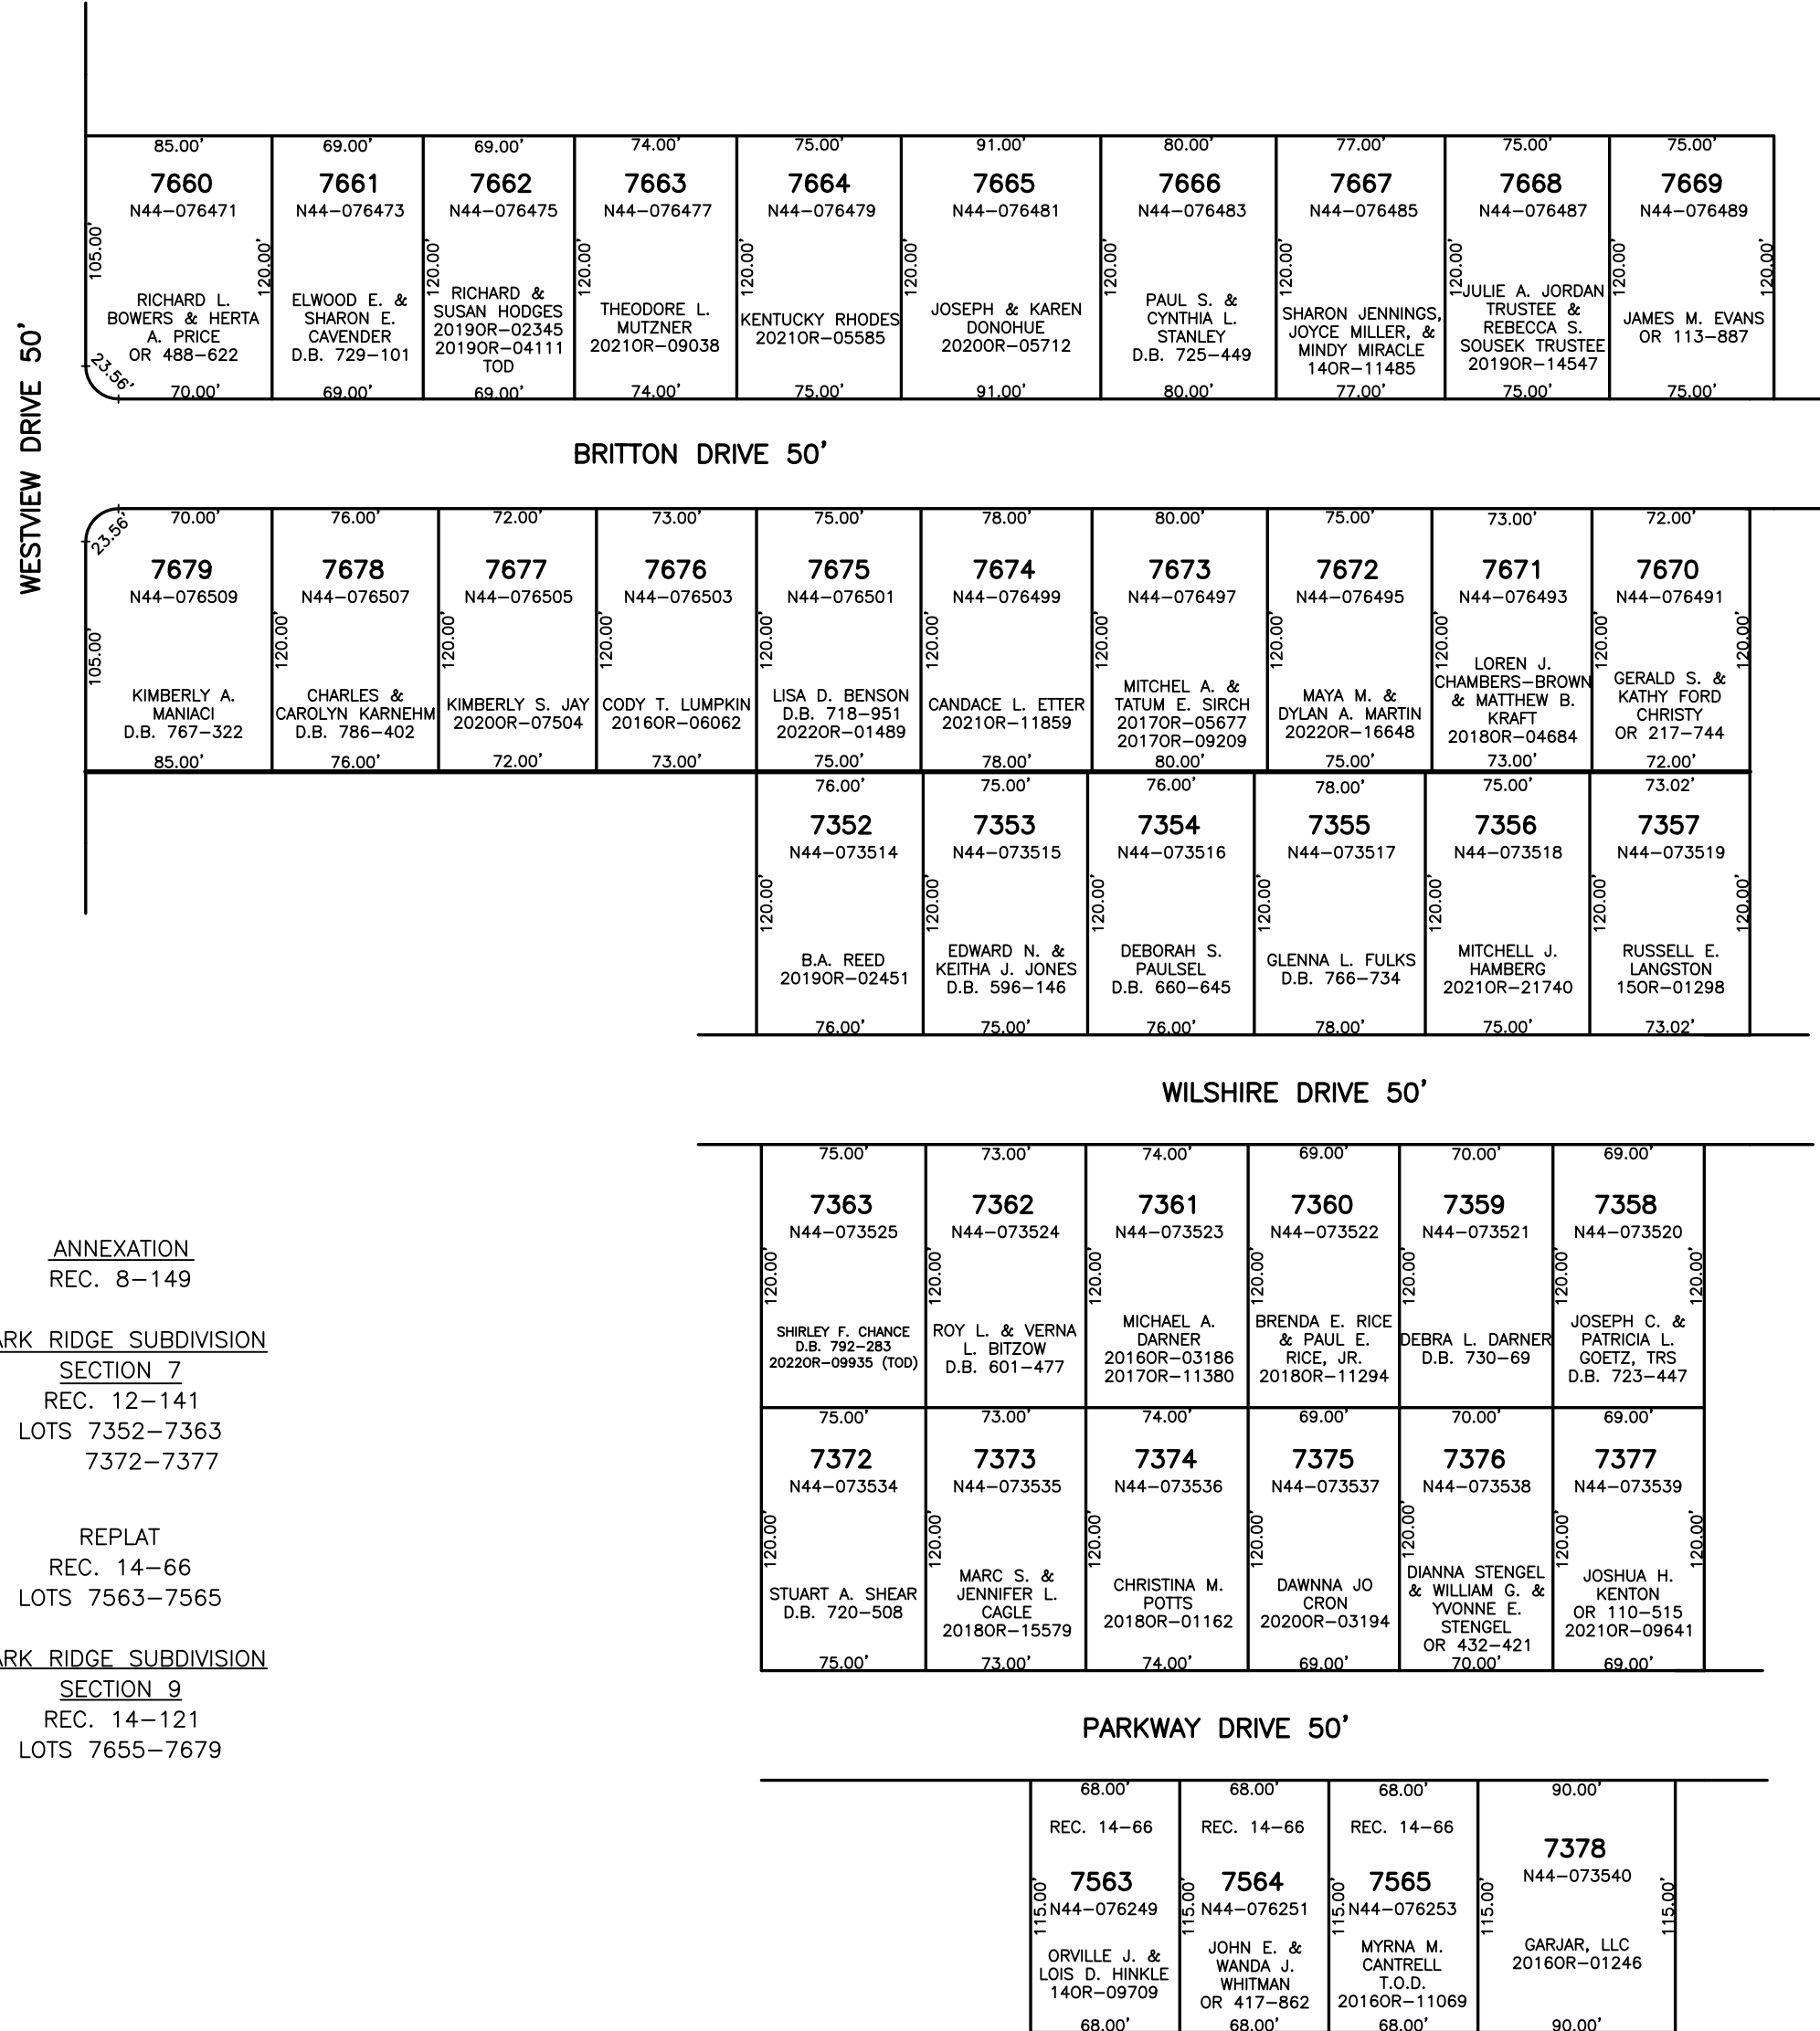 WESTVIEW DRIVE 50'
85.00'
7660
N44-076471
105.00'
120.00'
RICHARD L.
BOWERS & HERTA
A. PRICE
OR 488-622
23.56'
70.00'
69.00'
7661
N44-076473
ELWOOD E. &
SHARON E.
CAVENDER
D.B. 729-101
69.00'
69.00'
7662
N44-076475
120.00'
RICHARD &
SUSAN HODGES
2019OR-02345
2019OR-04111
TOD
69.00'
74.00'
7663
N44-076477
120.00'
THEODORE L.
MUTZNER
2021OR-09038
74.00'
75.00'
7664
N44-076479
120.00'
KENTUCKY RHODES
2021OR-05585
75.00'
91.00'
7665
N44-076481
JOSEPH & KAREN
DONOHUE
2020OR-05712
91.00'
80.00'
7666
N44-076483
120.00'
PAUL S. &
CYNTHIA L.
STANLEY
D.B. 725-449
80.00'
77.00'
7667
N44-076485
120.00'
SHARON JENNINGS,
JOYCE MILLER, &
MINDY MIRACLE
14OR-11485
77.00'
75.00'
7668
N44-076487
120.00'
JULIE A. JORDAN
TRUSTEE &
REBECCA S.
SOUSEK TRUSTEE
2019OR-14547
75.00'
75.00'
7669
N44-076489
120.00'
120.00'
JAMES M. EVANS
OR 113-887
75.00'
BRITTON DRIVE 50'
23.56'
70.00'
7679
N44-076509
105.00'
KIMBERLY A.
MANIACI
D.B. 767-322
85.00'
76.00'
7678
N44-076507
120.00'
CHARLES &
CAROLYN KARNEHM
D.B. 786-402
76.00'
72.00'
7677
N44-076505
120.00'
KIMBERLY S. JAY
2020OR-07504
72.00'
73.00'
7676
N44-076503
120.00'
CODY T. LUMPKIN
2016OR-06062
73.00'
75.00'
7675
N44-076501
120.00'
LISA D. BENSON
D.B. 718-951
2022OR-01489
75.00'
78.00'
7674
N44-076499
120.00'
CANDACE L. ETTER
2021OR-11859
78.00'
80.00'
7673
N44-076497
120.00'
MITCHEL A. &
TATUM E. SIRCH
2017OR-05677
2017OR-09209
80.00'
75.00'
7672
N44-076495
120.00'
MAYA M. &
DYLAN A. MARTIN
2022OR-16648
75.00'
73.00'
7671
N44-076493
120.00'
LOREN J.
CHAMBERS-BROWN
& MATTHEW B.
KRAFT
2018OR-04684
73.00'
72.00'
7670
N44-076491
120.00'
120.00'
GERALD S. &
KATHY FORD
CHRISTY
OR 217-744
72.00'
76.00'
7352
N44-073514
120.00'
B.A. REED
2019OR-02451
76.00'
75.00'
7353
N44-073515
120.00'
EDWARD N. &
KEITHA J. JONES
D.B. 596-146
75.00'
76.00'
7354
N44-073516
120.00'
DEBORAH S.
PAULSEL
D.B. 660-645
76.00'
78.00'
7355
N44-073517
120.00'
GLENNA L. FULKS
D.B. 766-734
78.00'
75.00'
7356
N44-073518
120.00'
MITCHELL J.
HAMBERG
2021OR-21740
75.00'
73.02'
7357
N44-073519
120.00'
120.00'
RUSSELL E.
LANGSTON
15OR-01298
73.02'
WILSHIRE DRIVE 50'
75.00'
7363
N44-073525
120.00'
SHIRLEY F. CHANCE
D.B. 792-283
2022OR-09935 (TOD)
73.00'
7362
N44-073524
120.00'
ROY L. & VERNA
L. BITZOW
D.B. 601-477
74.00'
7361
N44-073523
120.00'
MICHAEL A.
DARNER
2016OR-03186
2017OR-11380
69.00'
7360
N44-073522
120.00'
BRENDA E. RICE
& PAUL E.
RICE, JR.
2018OR-11294
70.00'
7359
N44-073521
120.00'
DEBRA L. DARNER
D.B. 730-69
69.00'
7358
N44-073520
120.00'
120.00'
JOSEPH C. &
PATRICIA L.
GOETZ, TRS
D.B. 723-447
75.00'
7372
N44-073534
120.00'
STUART A. SHEAR
D.B. 720-508
75.00'
73.00'
7373
N44-073535
120.00'
MARC S. &
JENNIFER L.
CAGLE
2018OR-15579
73.00'
74.00'
7374
N44-073536
120.00'
CHRISTINA M.
POTTS
2018OR-01162
74.00'
69.00'
7375
N44-073537
120.00'
DAWNNA JO
CRON
2020OR-03194
69.00'
70.00'
7376
N44-073538
120.00'
DIANNA STENGEL
& WILLIAM G. &
YVONNE E.
STENGEL
OR 432-421
70.00'
69.00'
7377
N44-073539
120.00'
120.00'
JOSHUA H.
KENTON
OR 110-515
2021OR-09641
69.00'
PARKWAY DRIVE 50'
68.00'
REC. 14-66
7563
N44-076249
115.00'
ORVILLE J. &
LOIS D. HINKLE
14OR-09709
68.00'
68.00'
REC. 14-66
7564
N44-076251
115.00'
JOHN E. &
WANDA J.
WHITMAN
OR 417-862
68.00'
68.00'
REC. 14-66
7565
N44-076253
115.00'
MYRNA M.
CANTRELL
T.O.D.
2016OR-11069
68.00'
90.00'
7378
N44-073540
115.00'
115.00'
GARJAR, LLC
2016OR-01246
90.00'
ANNEXATION
REC. 8-149
ARK RIDGE SUBDIVISION
SECTION 7
REC. 12-141
LOTS 7352-7363
7372-7377
REPLAT
REC. 14-66
LOTS 7563-7565
ARK RIDGE SUBDIVISION
SECTION 9
REC. 14-121
LOTS 7655-7679